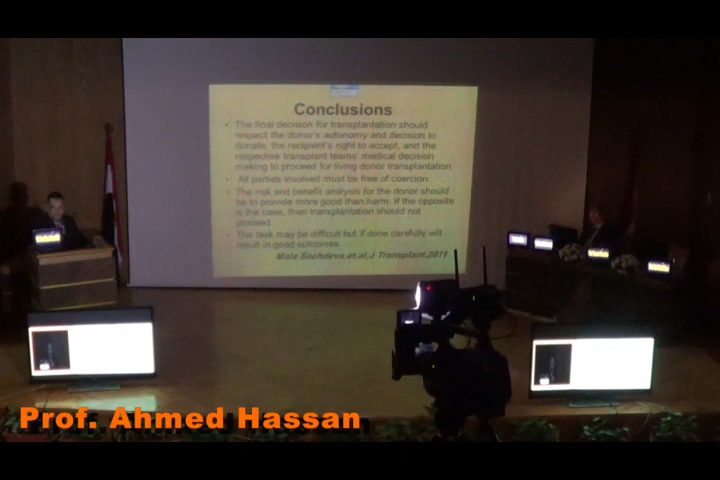 Conclusions
• The final decision for transplantation should
respect the donor's autonomy and decision to
donate, the recipient's right to accept, and the
respective transplant teams' medical decision
making to proceed for living donor transplantation
• All parties involved must be free of coercion.
• The risk and benefit analysis for the donor should
be to provide more good than harm. If the opposite
is the case, then transplantation should not
proceed.
• The task may be difficult but if done carefully will
result in good outcomes.
Mala Sachdeva et al,J Transplant,2011
Prof. Ahmed Hassan